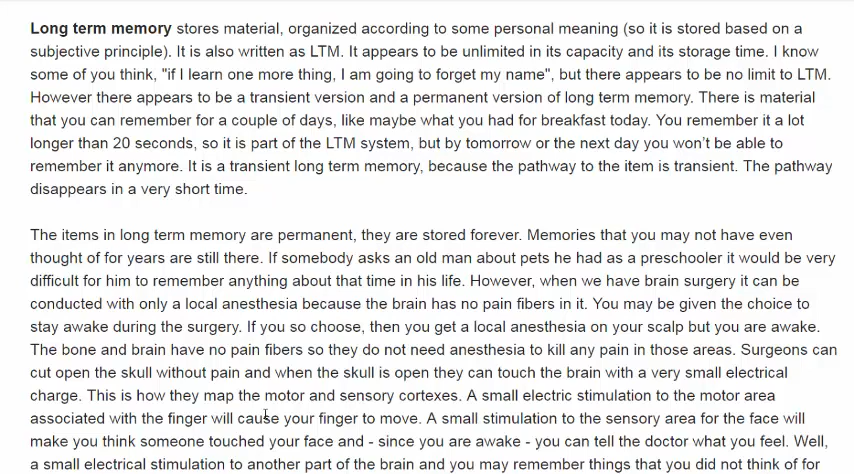 Long term memory stores material, organized according to some personal meaning (so it is stored based on a
subjective principle). It is also written as LTM. It appears to be unlimited in its capacity and its storage time. I know
some of you think, "if I learn one more thing, I am going to forget my name", but there appears to be no limit to LTM.
However there appears to be a transient version and a permanent version of long term memory. There is material
that you can remember for a couple of days, like maybe what you had for breakfast today. You remember it a lot
longer than 20 seconds, so it is part of the LTM system, but by tomorrow or the next day you won't be able to
remember it anymore. It is a transient long term memory, because the pathway to the item is transient. The pathway
disappears in a very short time.
The items in long term memory are permanent, they are stored forever. Memories that you may not have even
thought of for years are still there. If somebody asks an old man about pets he had as a preschooler it would be very
difficult for him to remember anything about that time in his life. However, when we have brain surgery it can be
conducted with only a local anesthesia because the brain has no pain fibers in it. You may be given the choice to
stay awake during the surgery. If you so choose, then you get a local anesthesia on your scalp but you are awake.
The bone and brain have no pain fibers so they do not need anesthesia to kill any pain in those areas. Surgeons can
cut open the skull without pain and when the skull is open they can touch the brain with a very small electrical
charge. This is how they map the motor and sensory cortexes. A small electric stimulation to the motor area
associated with the finger will cause your finger to move. A small stimulation to the sensory area for the face will
make you think someone touched your face and - since you are awake - you can tell the doctor what you feel. Well,
a small electrical stimulation to another part of the brain and you may remember things that you did not think of for